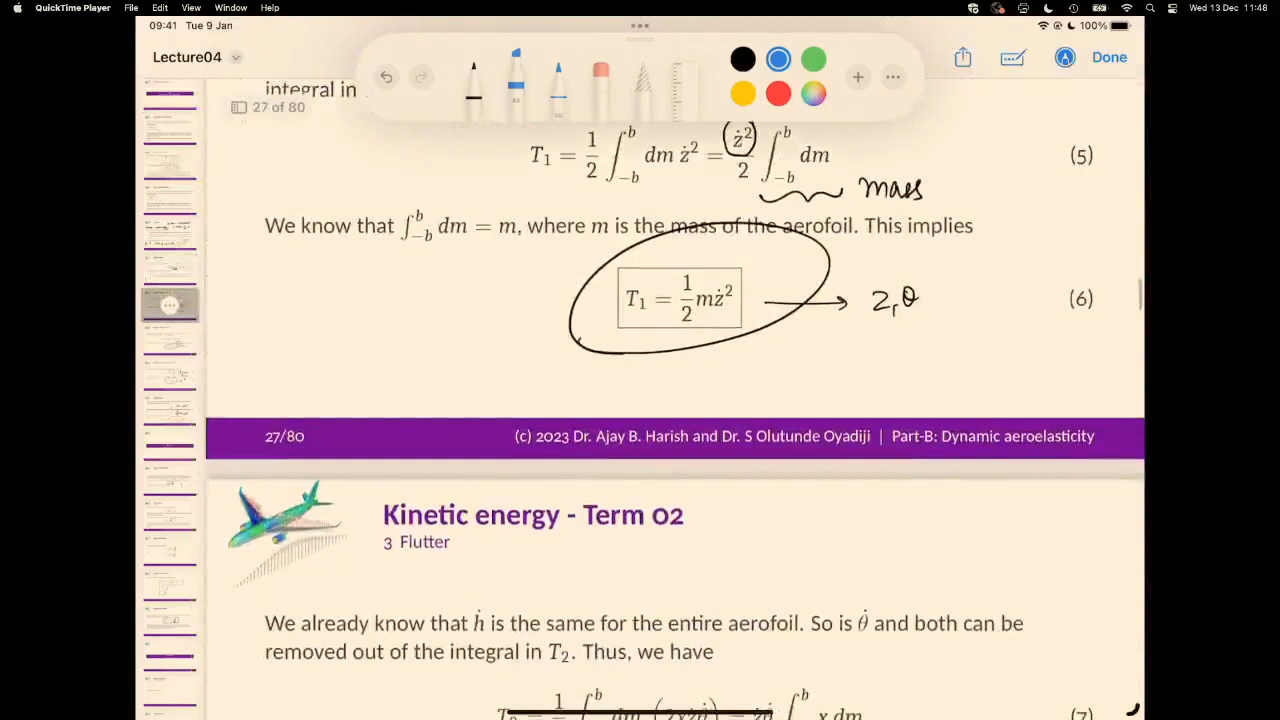 QuickTime Player File Edit View Window Help Wed 13 Dec 11:48
09:41 Tue 9 Jan 100%
Lecture04 Done
integral in
27 of 80
T₁ = 1/2 ∫_{-b}^{b} dm ż² = ż²/2 ∫_{-b}^{b} dm (5)
mass
We know that ∫_{-b}^{b} dm = m, where m is the mass of the aerofoil. This implies
T₁ = 1/2 mż² (6)
27/80 (c) 2023 Dr. Ajay B. Harish and Dr. S Olutunde Oyadiji | Part-B: Dynamic aeroelasticity
Kinetic energy - Term 02
3 Flutter
We already know that ḣ is the same for the entire aerofoil. So is θ̇ and both can be
removed out of the integral in T₂. Thus, we have
(7)